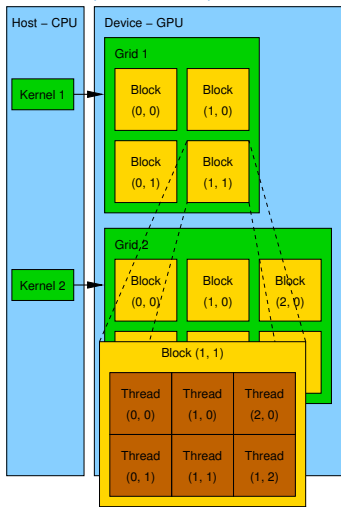 Host – CPU
Device – GPU
Grid 1
Kernel 1
Block
(0, 0)
Block
(1, 0)
Block
(0, 1)
Block
(1, 1)
Grid 2
Kernel 2
Block
(0, 0)
Block
(1, 0)
Block
(2, 0)
Block (1, 1)
Thread
(0, 0)
Thread
(1, 0)
Thread
(2, 0)
Thread
(0, 1)
Thread
(1, 1)
Thread
(1, 2)